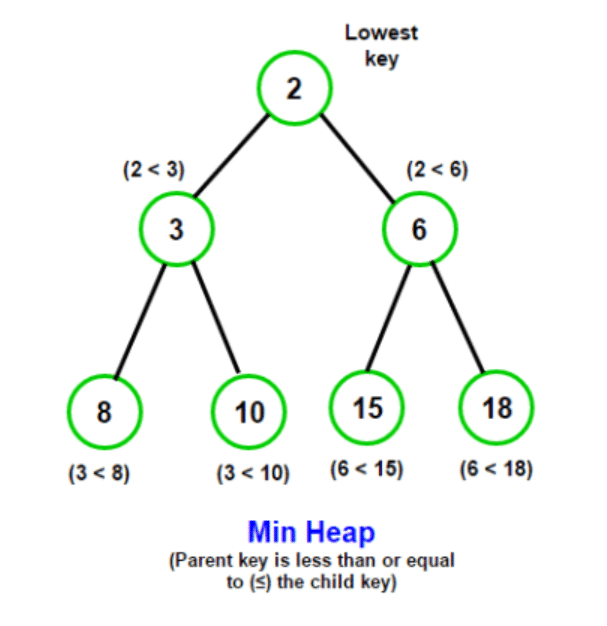 Lowest
key
2
(2 < 3)
(2 < 6)
3
6
8
10
15
18
(3 < 8)
(3 < 10)
(6 < 15)
(6 < 18)
Min Heap
(Parent key is less than or equal
to (≤) the child key)